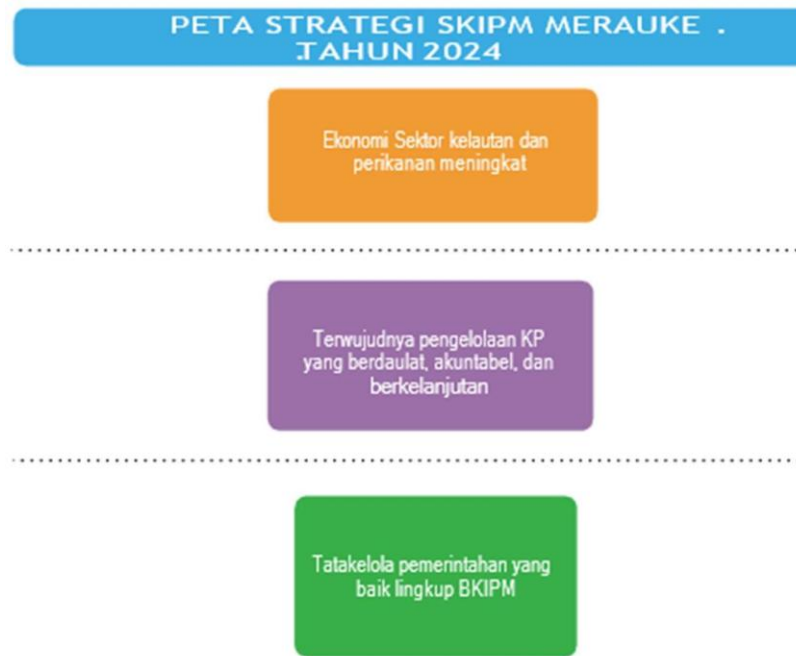 PETA STRATEGI SKIPM MERAUKE .
.TAHUN 2024
Ekonomi Sektor kelautan dan
perikanan meningkat
Terwujudnya pengelolaan KP
yang berdaulat, akuntabel, dan
berkelanjutan
Tatakelola pemerintahan yang
baik lingkup BKIPM